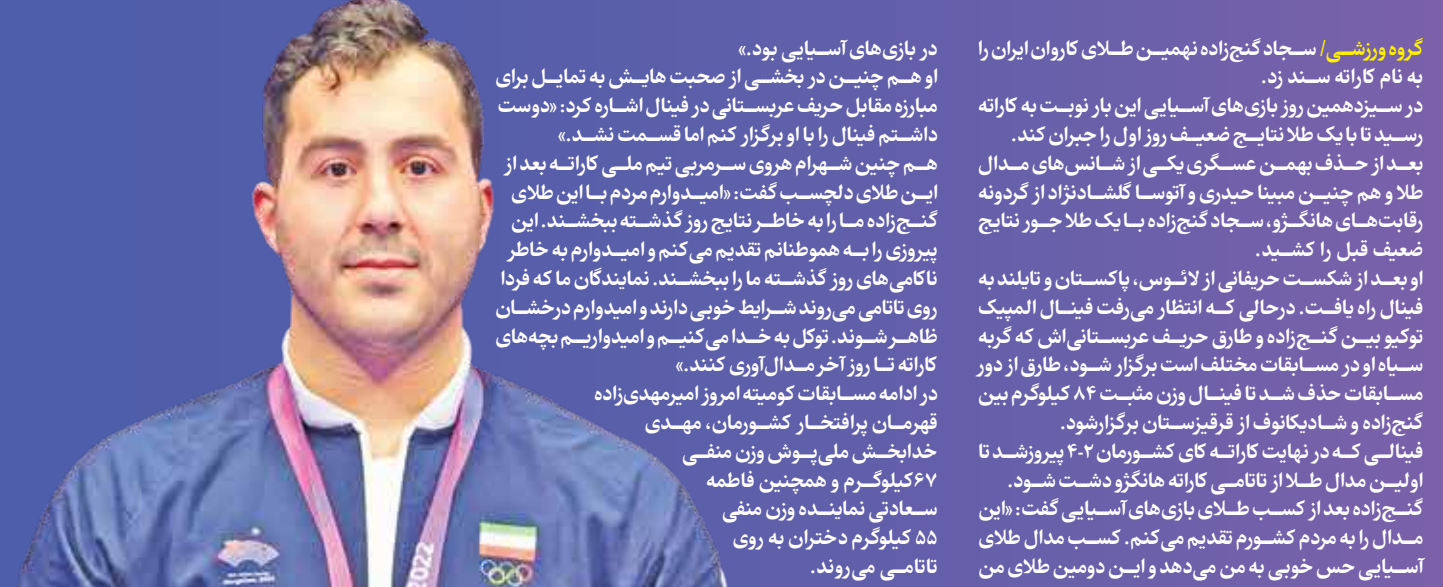 گروه ورزشی/ سجاد گنج‌زاده نهمین طلای کاروان ایران را
به نام کاراته سند زد.
در سیزدهمین روز بازی‌های آسیایی این بار نوبت به کاراته
رسید تا با یک طلا نتایج ضعیف روز اول را جبران کند.
بعد از حذف بهمن عسگری یکی از شانس‌های مدال
طلا و هم چنین مبینا حیدری و آتوسا گلشادنژاد از گردونه
رقابت‌های هانگژو، سجاد گنج‌زاده با یک طلا جور نتایج
ضعیف قبل را کشید.
او بعد از شکست حریفانی از لائوس، پاکستان و تایلند به
فینال راه یافت. درحالی که انتظار می‌رفت فینال المپیک
توکیو بین گنج‌زاده و طارق حریف عربستانی‌اش که گربه
سیاه او در مسابقات مختلف است برگزار شود، طارق از دور
مسابقات حذف شد تا فینال وزن مثبت ۸۴ کیلوگرم بین
گنج‌زاده و شادیکانوف از قرقیزستان برگزارشود.
فینالی که در نهایت کاراته کای کشورمان ۲-۴ پیروزشد تا
اولین مدال طلا از تاتامی کاراته هانگژو دشت شود.
گنج‌زاده بعد از کسب طلای بازی‌های آسیایی گفت: «این
مدال را به مردم کشورم تقدیم می‌کنم. کسب مدال طلای
آسیایی حس خوبی به من می‌دهد و این دومین طلای من
در بازی‌های آسیایی بود.»
او هم چنین در بخشی از صحبت هایش به تمایل برای
مبارزه مقابل حریف عربستانی در فینال اشاره کرد: «دوست
داشتم فینال را با او برگزار کنم اما قسمت نشد.»
هم چنین شهرام هروی سرمربی تیم ملی کاراته بعد از
این طلای دلچسب گفت: «امیدوارم مردم با این طلای
گنج‌زاده ما را به خاطر نتایج روز گذشته ببخشند. این
پیروزی را به هموطنانم تقدیم می‌کنم و امیدوارم به خاطر
ناکامی‌های روز گذشته ما را ببخشند. نمایندگان ما که فردا
روی تاتامی می‌روند شرایط خوبی دارند و امیدوارم درخشان
ظاهر شوند. توکل به خدا می‌کنیم و امیدواریم بچه‌های
کاراته تا روز آخر مدال‌آوری کنند.»
در ادامه مسابقات کومیته امروز امیرمهدی‌زاده
قهرمان پرافتخار کشورمان، مهدی
خدابخش ملی‌پوش وزن منفی
۶۷کیلوگرم و همچنین فاطمه
سعادتی نماینده وزن منفی
۵۵ کیلوگرم دختران به روی
تاتامی می‌روند.
2022